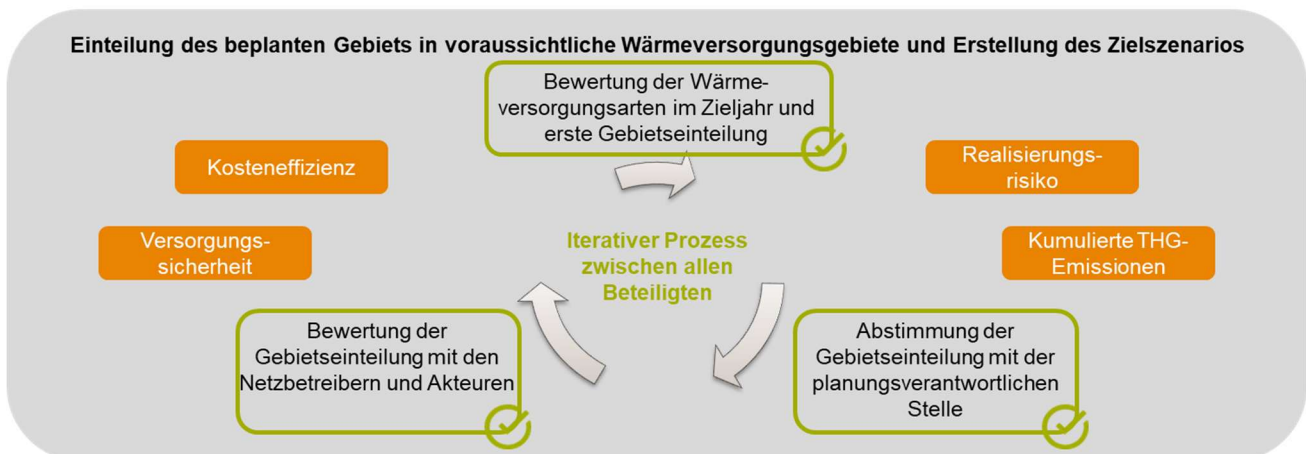 Einteilung des beplanten Gebiets in voraussichtliche Wärmeversorgungsgebiete und Erstellung des Zielszenarios
Bewertung der Wärme-
versorgungsarten im Zieljahr und
erste Gebietseinteilung
Kosteneffizienz
Realisierungs-
risiko
Versorgungs-
sicherheit
Iterativer Prozess
zwischen allen
Beteiligten
Kumulierte THG-
Emissionen
Bewertung der
Gebietseinteilung mit den
Netzbetreibern und Akteuren
Abstimmung der
Gebietseinteilung mit der
planungsverantwortlichen
Stelle